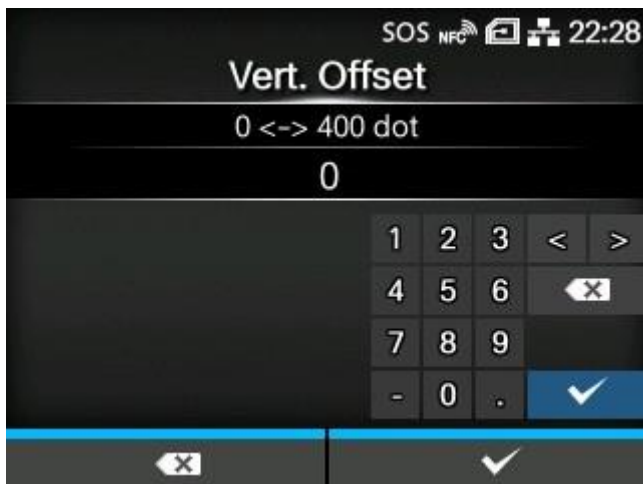 SOS NFC 22:28
Vert. Offset
0 <-> 400 dot
0
1 2 3 < >
4 5 6
7 8 9
- 0 .